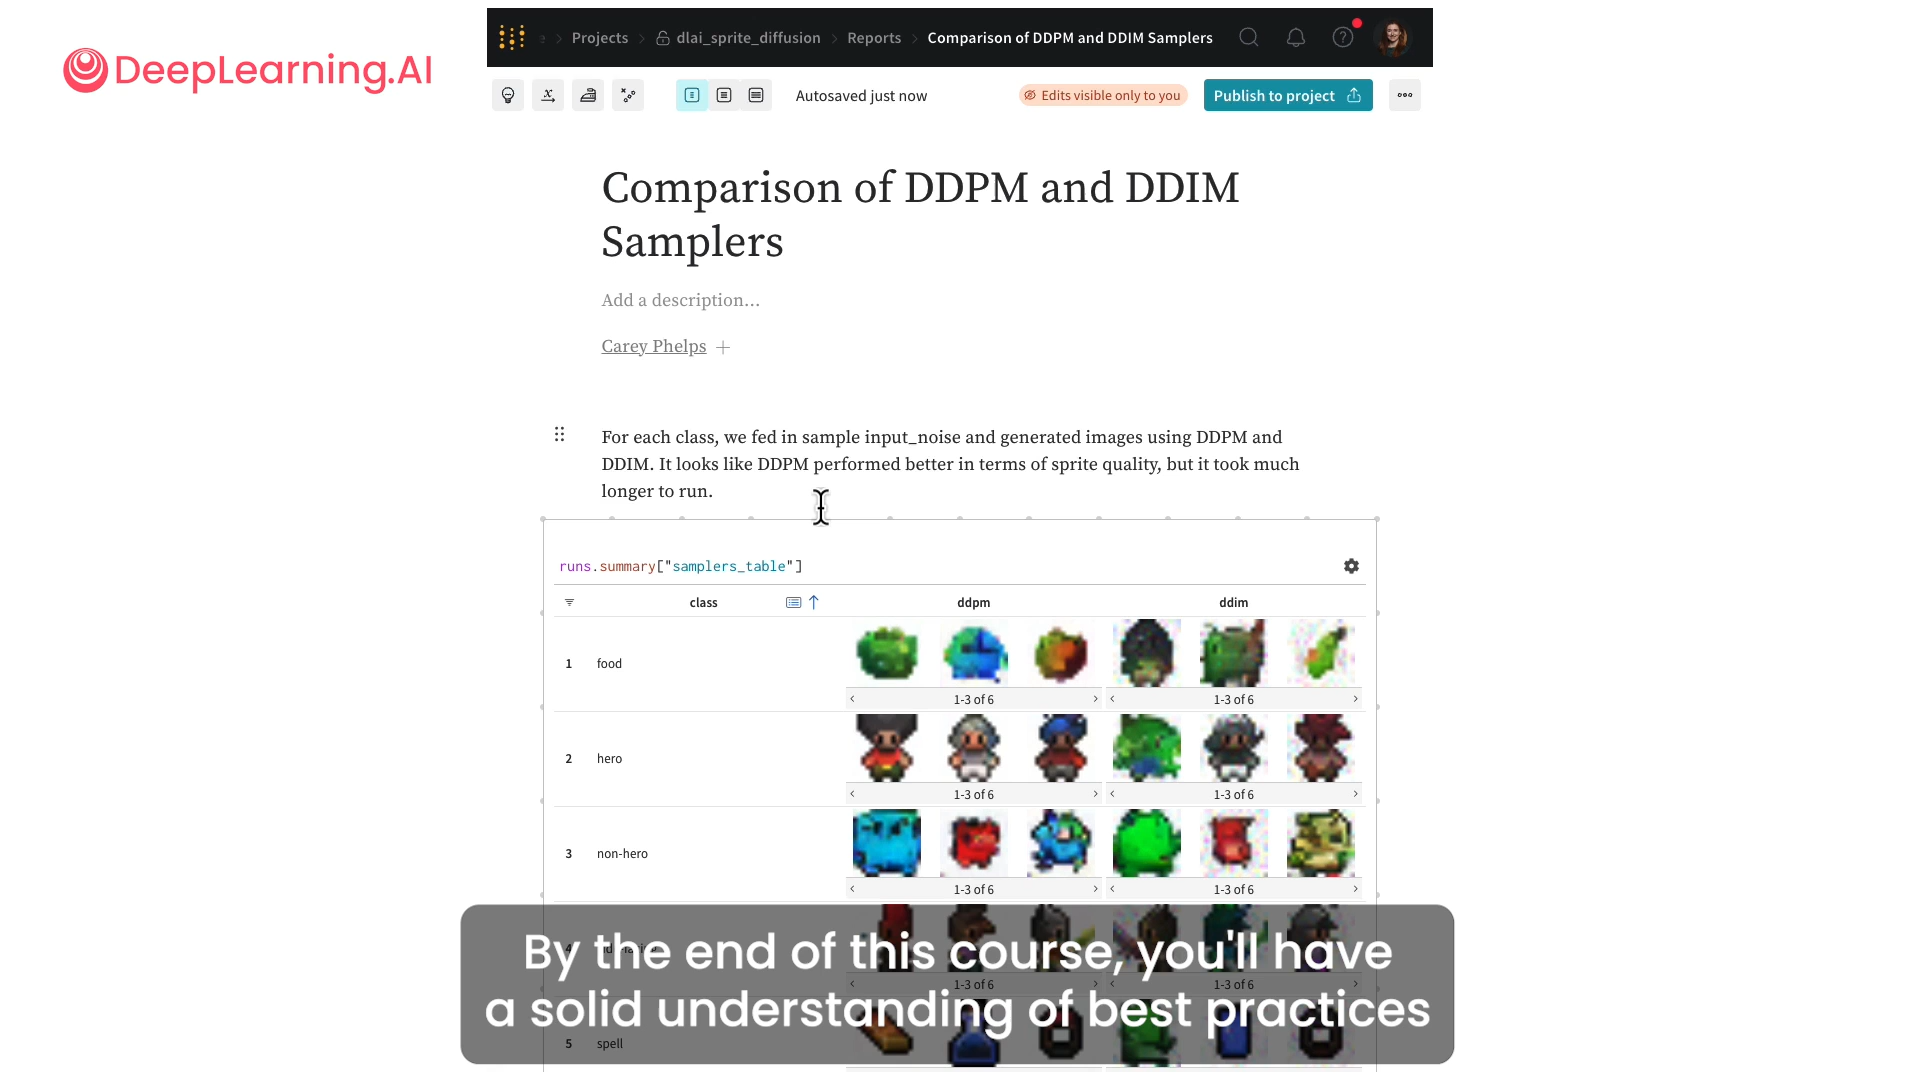 DeepLearning.AI
Projects
dlai_sprite_diffusion
Reports
Comparison of DDPM and DDIM Samplers
Autosaved just now
Edits visible only to you
Publish to project
Comparison of DDPM and DDIM
Samplers
Add a description...
Carey Phelps
For each class, we fed in sample input_noise and generated images using DDPM and
DDIM. It looks like DDPM performed better in terms of sprite quality, but it took much
longer to run.
runs.summary["samplers_table"]
class ddpm ddim
1 food
1-3 of 6 1-3 of 6
2 hero
1-3 of 6 1-3 of 6
3 non-hero
1-3 of 6 1-3 of 6
4
By the end of this course, you'll have
1-3 of 6 1-3 of 6
a solid understanding of best practices
5 spell